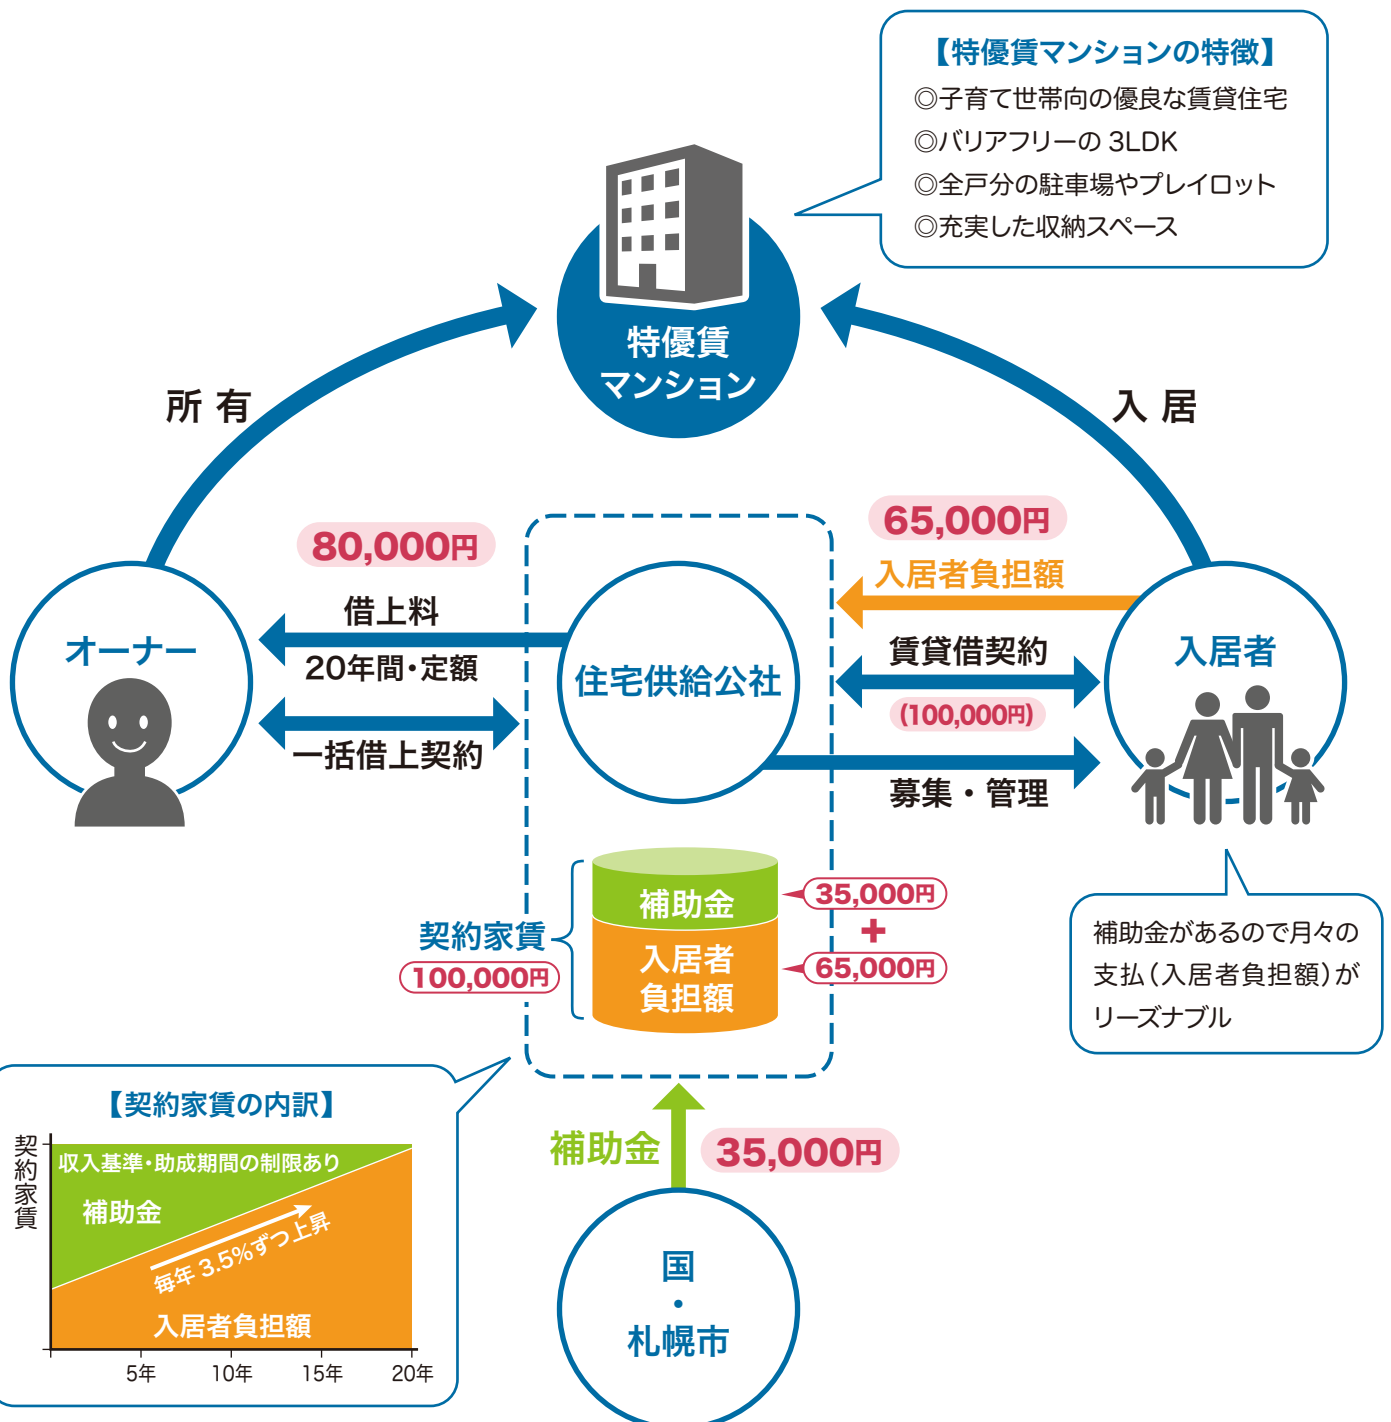 【特優賃マンションの特徴】
◎子育て世帯向の優良な賃貸住宅
◎バリアフリーの 3LDK
◎全戸分の駐車場やプレイロット
◎充実した収納スペース
特優賃
マンション
所 有
入 居
80,000円
借上料
20年間・定額
一括借上契約
オーナー
住宅供給公社
65,000円
入居者負担額
賃貸借契約
(100,000円)
募集・管理
入居者
契約家賃
100,000円
補助金
入居者
負担額
35,000円
+
65,000円
補助金があるので月々の
支払(入居者負担額)が
リーズナブル
【契約家賃の内訳】
契約家賃
収入基準・助成期間の制限あり
補助金
毎年 3.5%ずつ上昇
入居者負担額
5年
10年
15年
20年
補助金
35,000円
国
・
札幌市